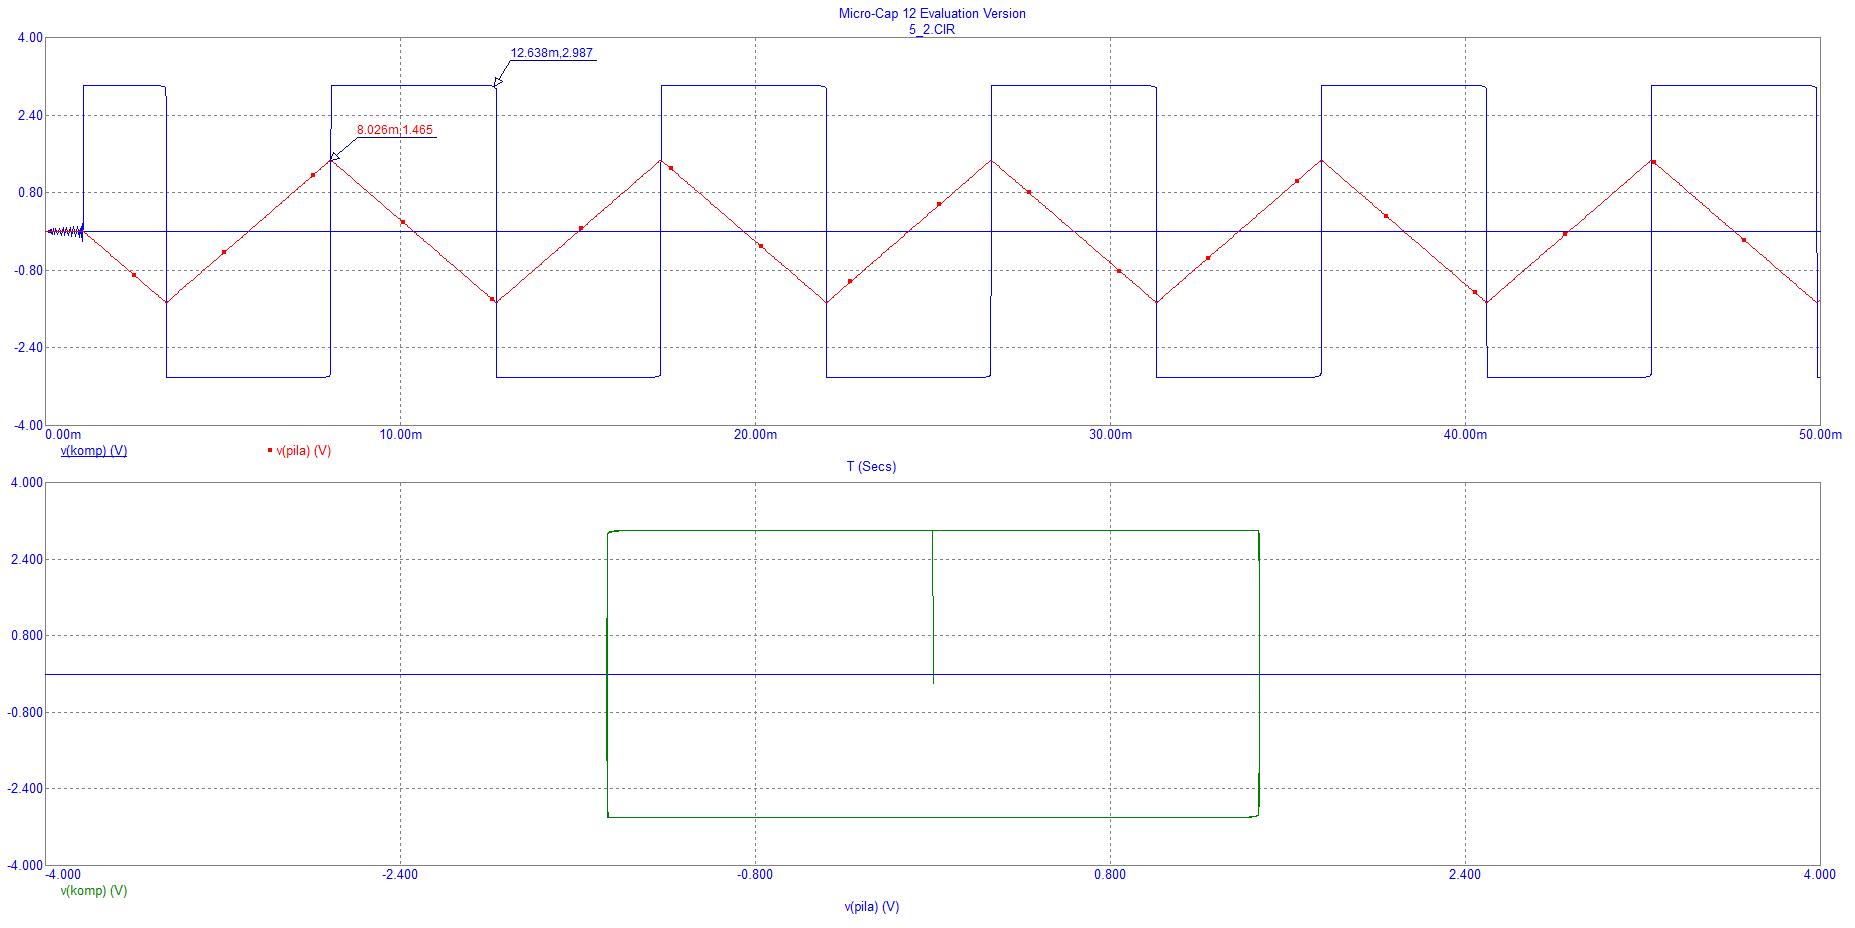 Micro-Cap 12 Evaluation Version
5_2.CIR
4.00
12.638m,2.987
2.40
8.026m,1.465
0.80
-0.80
-2.40
-4.00
0.00m 10.00m 20.00m 30.00m 40.00m 50.00m
v(komp) (V) v(pila) (V)
T (Secs)
4.000
2.400
0.800
-0.800
-2.400
-4.000
-4.000 -2.400 -0.800 0.800 2.400 4.000
v(komp) (V)
v(pila) (V)